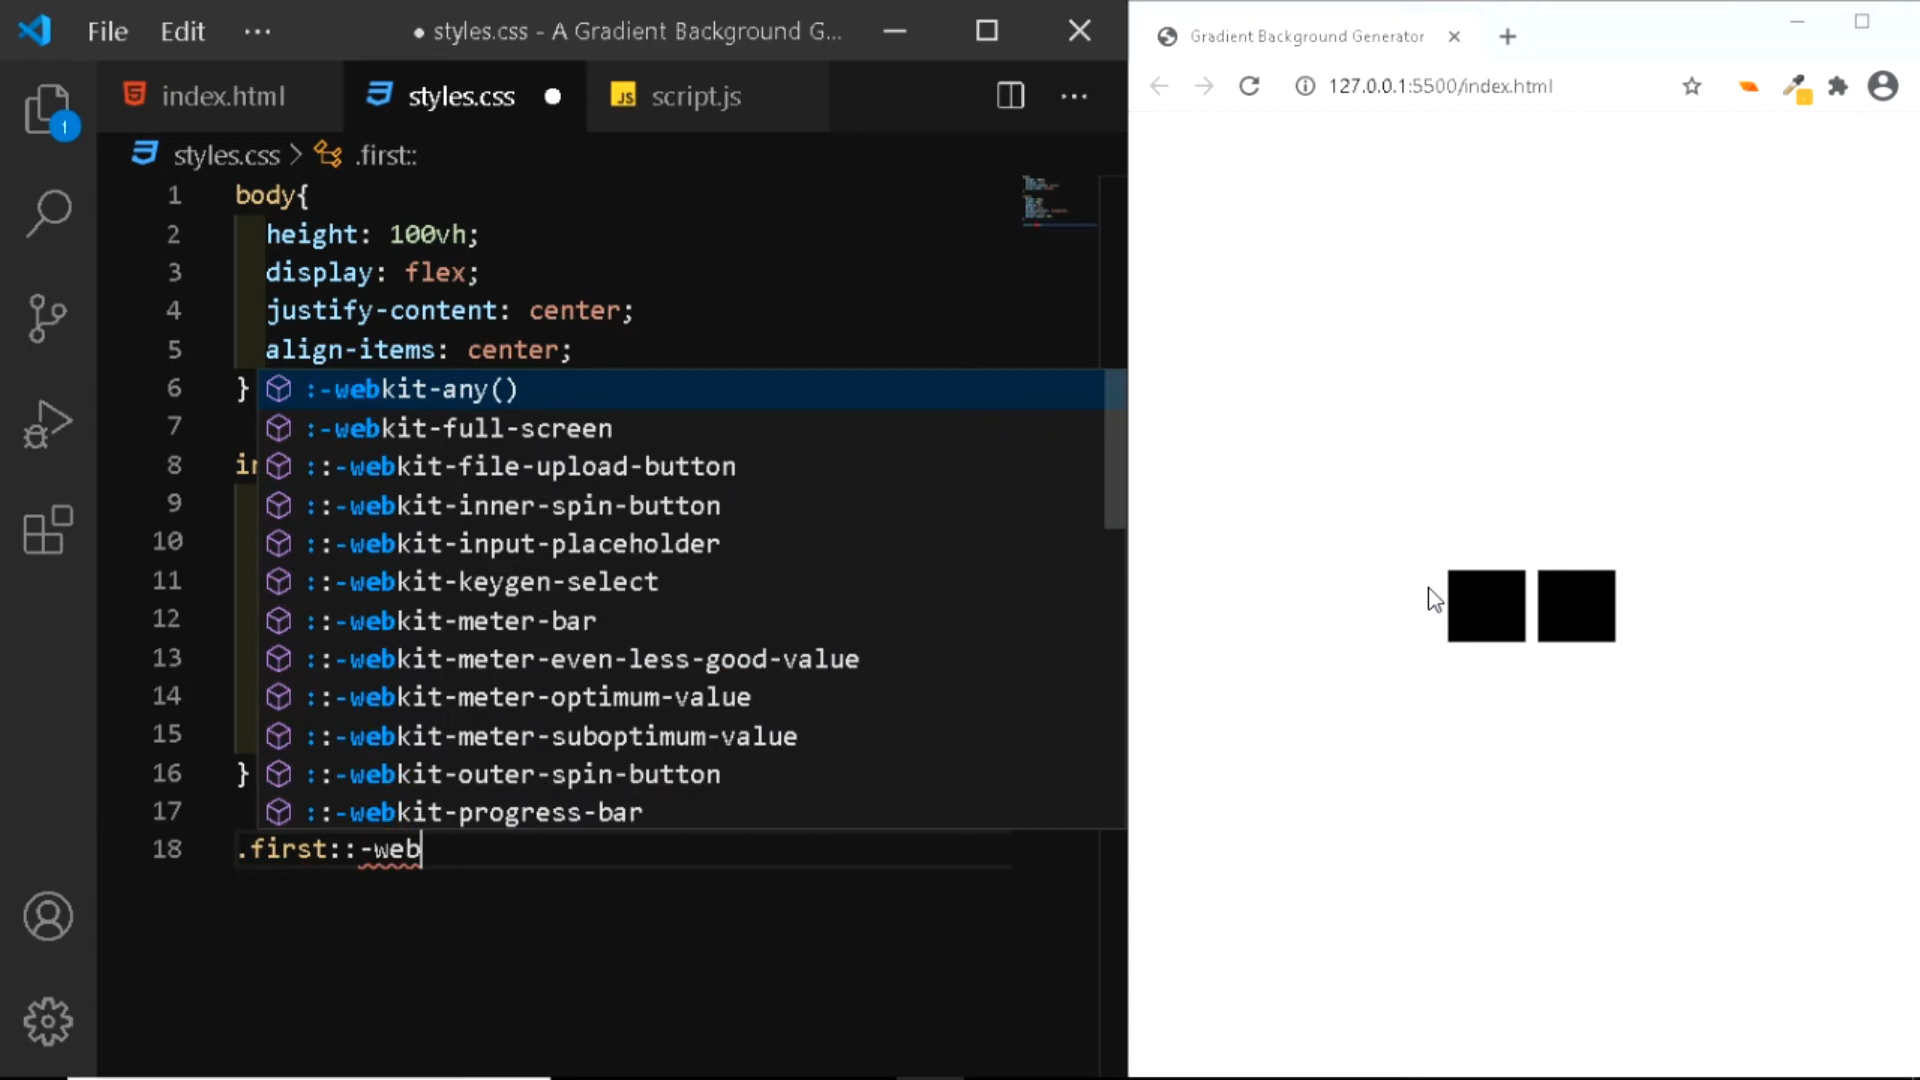 File Edit ··· ● styles.css - A Gradient Background G...
index.html styles.css ● JS script.js ···
styles.css > .first::
1 body{
2 height: 100vh;
3 display: flex;
4 justify-content: center;
5 align-items: center;
6 } :-webkit-any()
7 :-webkit-full-screen
8 in ::-webkit-file-upload-button
9 ::-webkit-inner-spin-button
10 ::-webkit-input-placeholder
11 ::-webkit-keygen-select
12 ::-webkit-meter-bar
13 ::-webkit-meter-even-less-good-value
14 ::-webkit-meter-optimum-value
15 ::-webkit-meter-suboptimum-value
16 } ::-webkit-outer-spin-button
17 ::-webkit-progress-bar
18 .first::-web
1
Gradient Background Generator
127.0.0.1:5500/index.html